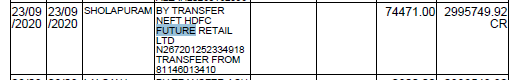 23/09 23/09 SHOLAPURAM BY TRANSFER 74471.00 2995749.92
/2020 /2020 NEFT HDFC CR
FUTURE RETAIL
LTD
N267201252334918
TRANSFER FROM
81146013410